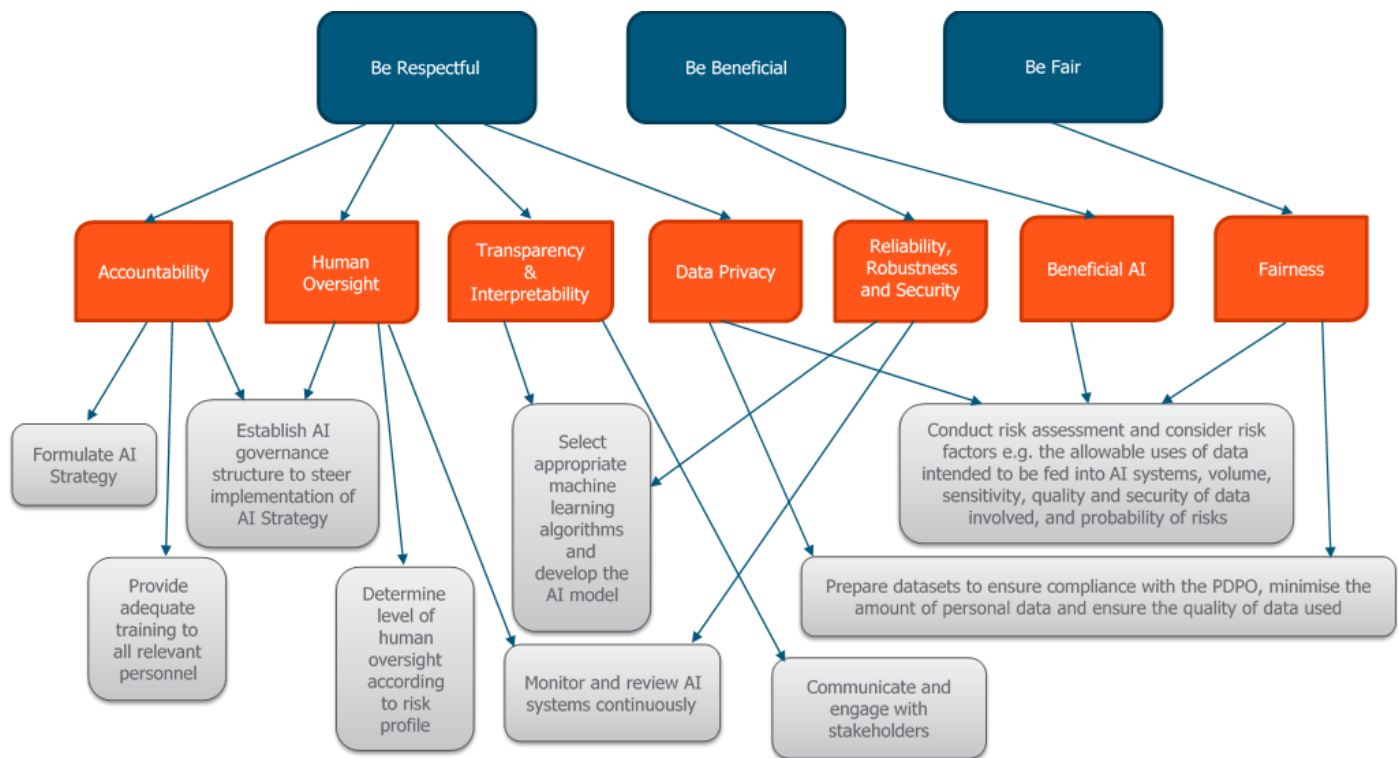 Be Respectful
Be Beneficial
Be Fair
Accountability
Human
Oversight
Transparency
&
Interpretability
Data Privacy
Reliability,
Robustness
and Security
Beneficial AI
Fairness
Formulate AI
Strategy
Establish AI
governance
structure to steer
implementation of
AI Strategy
Select
appropriate
machine
learning
algorithms
and
develop the
AI model
Conduct risk assessment and consider risk
factors e.g. the allowable uses of data
intended to be fed into AI systems, volume,
sensitivity, quality and security of data
involved, and probability of risks
Provide
adequate
training to
all relevant
personnel
Determine
level of
human
oversight
according
to risk
profile
Prepare datasets to ensure compliance with the PDPO, minimise the
amount of personal data and ensure the quality of data used
Monitor and review AI
systems continuously
Communicate and
engage with
stakeholders